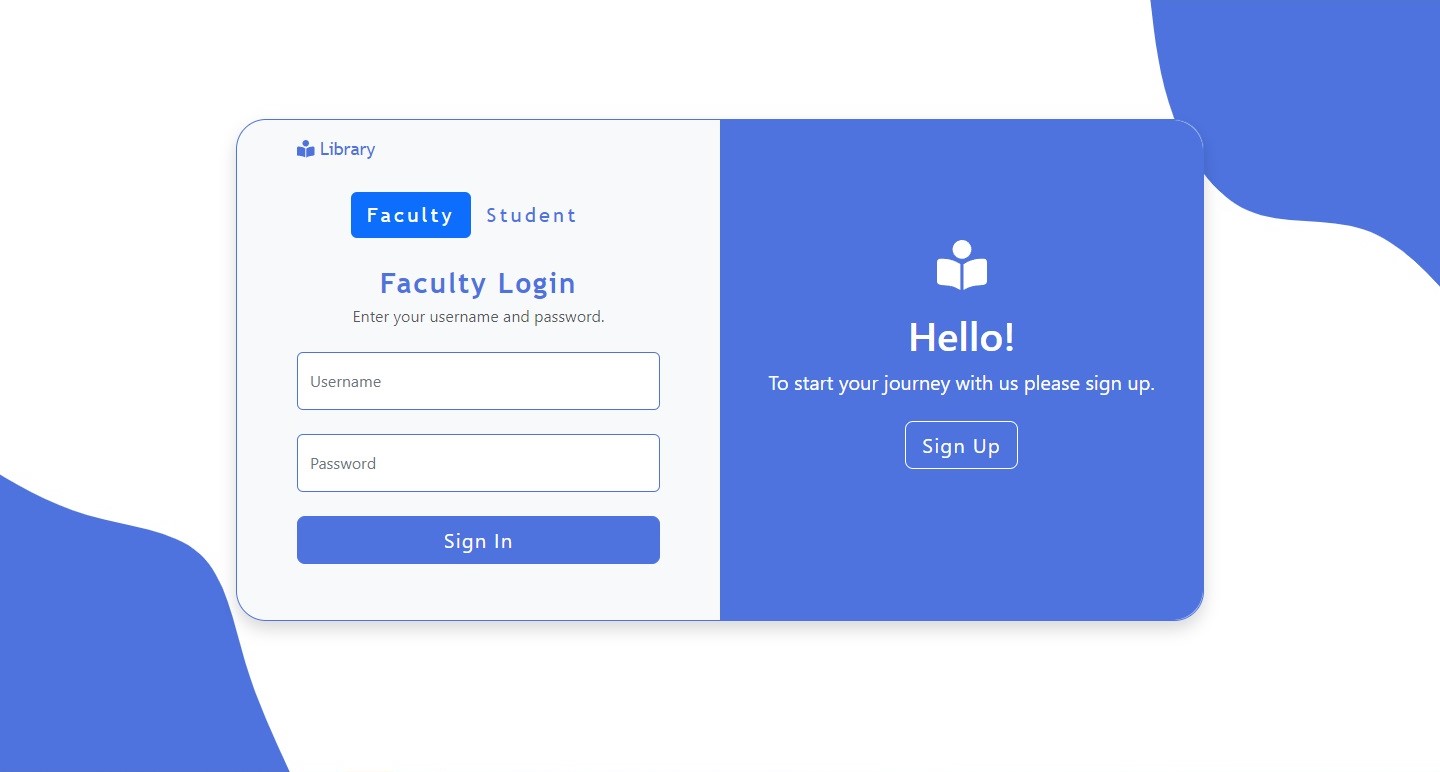 Library
Faculty Student
Faculty Login
Enter your username and password.
Username
Password
Sign In
Hello!
To start your journey with us please sign up.
Sign Up